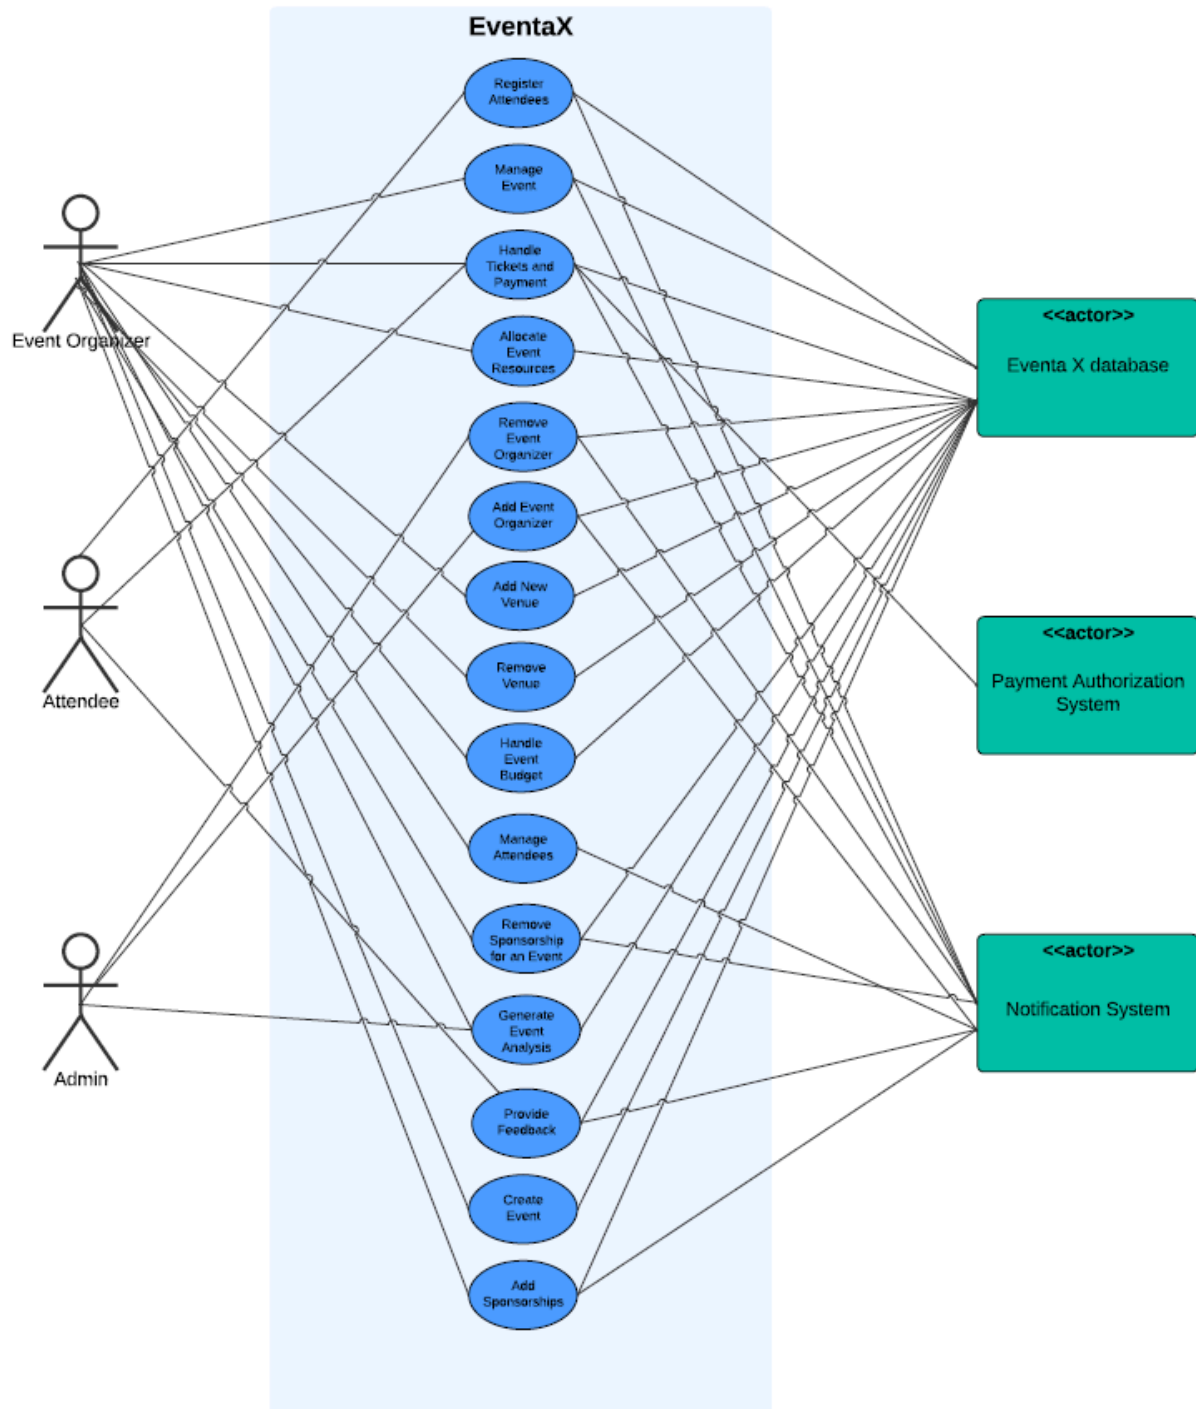 EventaX
Register
Attendees
Manage
Event
Handle
Tickets and
Payment
Allocate
Event
Resources
Remove
Event
Organizer
Add Event
Organizer
Add New
Venue
Remove
Venue
Handle
Event
Budget
Manage
Attendees
Remove
Sponsorship
for an Event
Generate
Event
Analysis
Provide
Feedback
Create
Event
Add
Sponsorships
Event Organizer
Attendee
Admin
<<actor>>
Eventa X database
<<actor>>
Payment Authorization
System
<<actor>>
Notification System